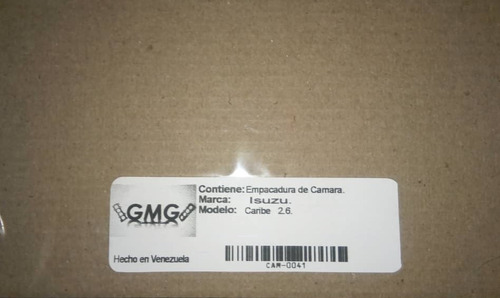 Contiene: Empacadura de Camara.
Marca: Isuzu.
Modelo: Caribe 2.6.
GMG
Hecho en Venezuela
CAM-0041